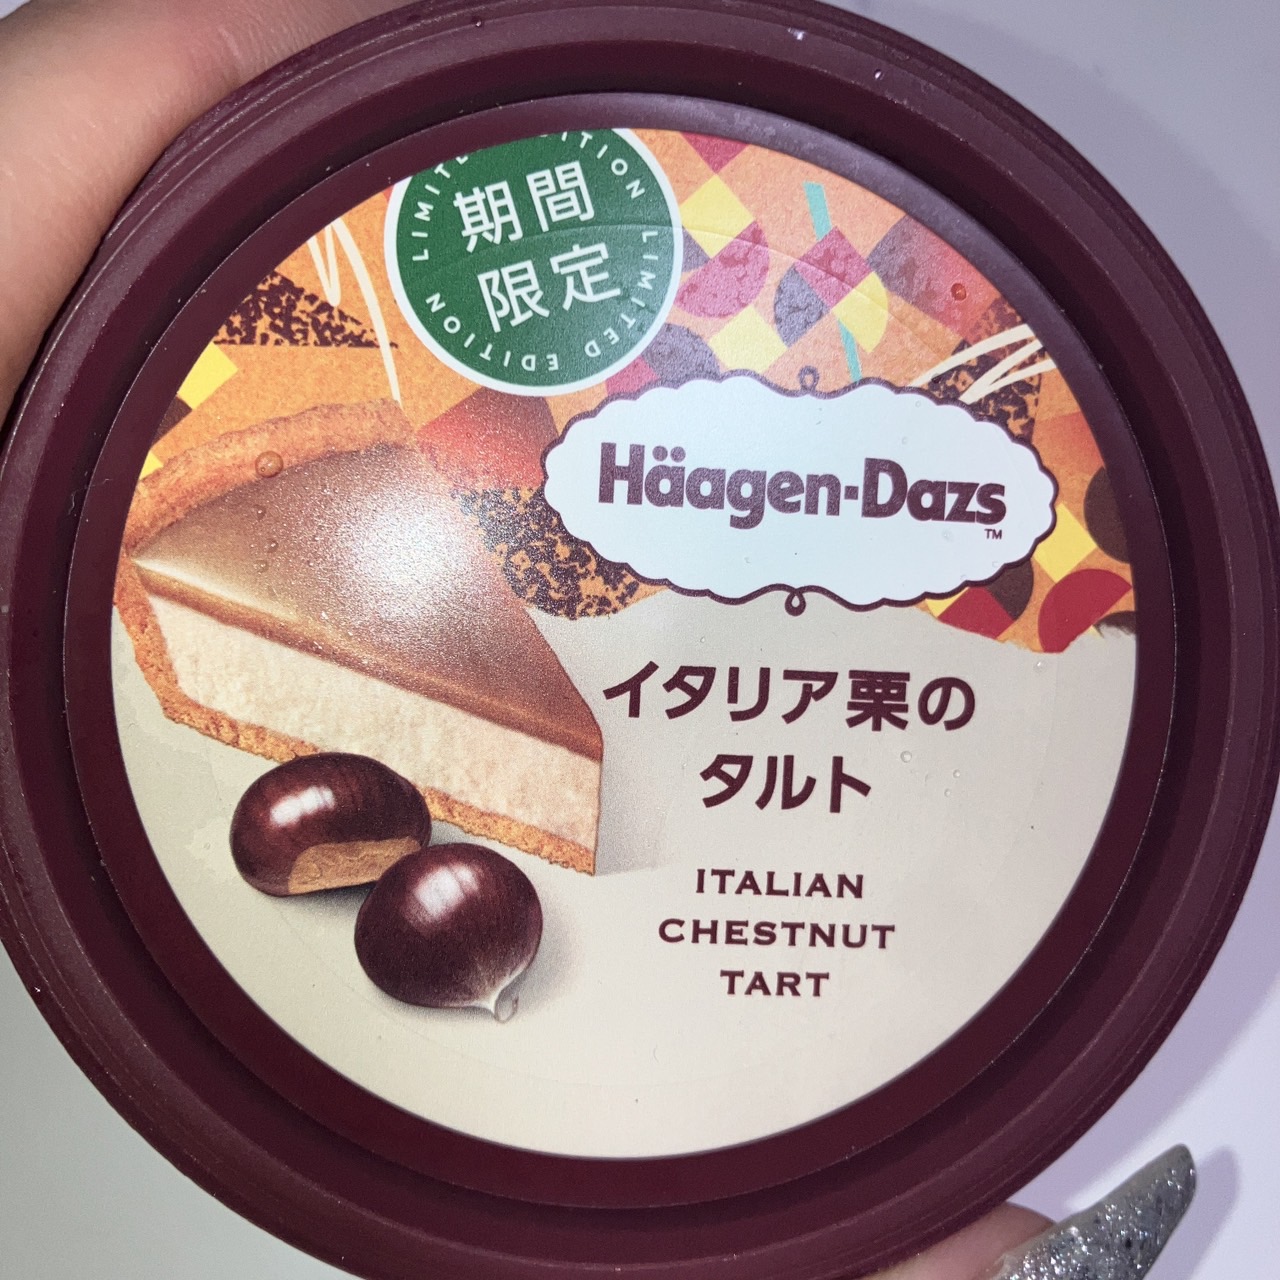 LIMITED EDITION LIMITED EDITION
期間
限定
Häagen-Dazs
TM
イタリア栗の
タルト
ITALIAN
CHESTNUT
TART